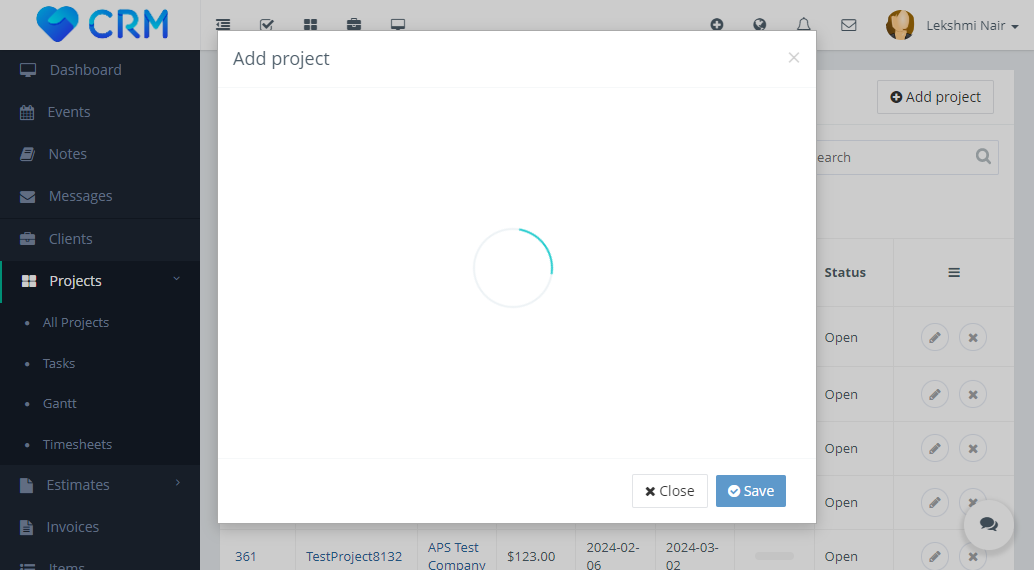 CRM
Lekshmi Nair
Dashboard
Events
Notes
Messages
Clients
Projects
All Projects
Tasks
Gantt
Timesheets
Estimates
Invoices
Items
Add project
Close
Save
Add project
earch
Status
Open
Open
Open
Open
361 TestProject8132 APS Test $123.00 2024-02- 2024-03- Open
Company 06 02